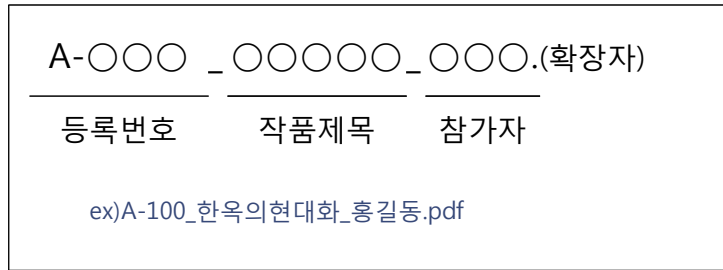 A-○○○ _ ○○○○○_ ○○○.(확장자)
등록번호 작품제목 참가자
ex)A-100_한옥의현대화_홍길동.pdf